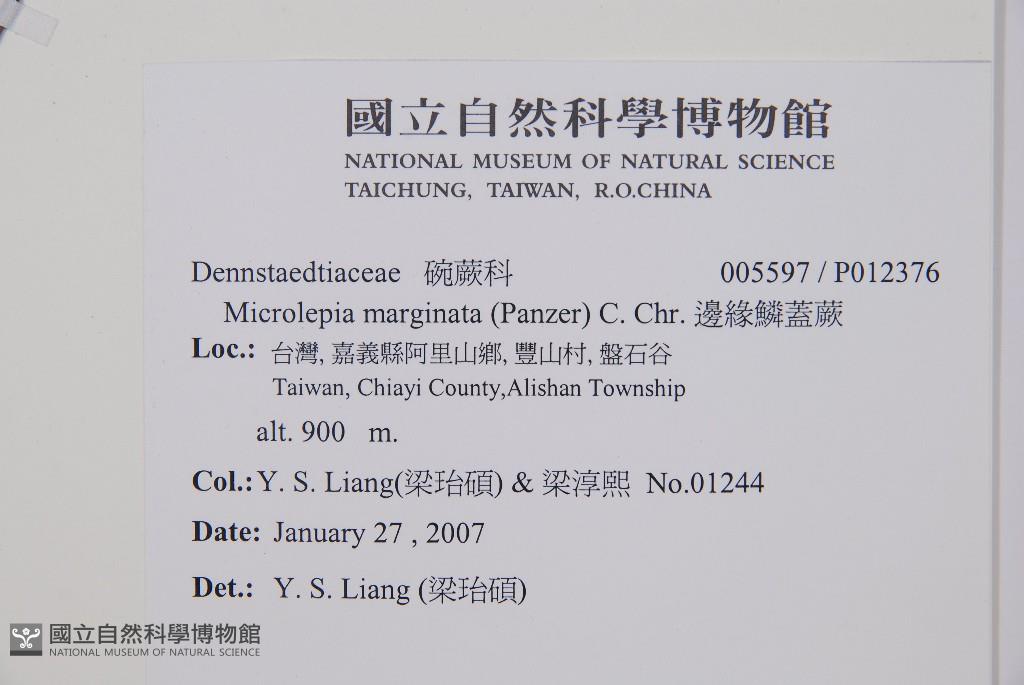 國立自然科學博物館
NATIONAL MUSEUM OF NATURAL SCIENCE
TAICHUNG, TAIWAN, R.O.CHINA
Dennstaedtiaceae 碗蕨科 005597 / P012376
Microlepia marginata (Panzer) C. Chr. 邊緣鱗蓋蕨
Loc.: 台灣, 嘉義縣阿里山鄉, 豐山村, 盤石谷
Taiwan, Chiayi County,Alishan Township
alt. 900 m.
Col.: Y. S. Liang(梁珆碩) & 梁淳熙 No.01244
Date: January 27 , 2007
Det.: Y. S. Liang (梁珆碩)
國立自然科學博物館
NATIONAL MUSEUM OF NATURAL SCIENCE